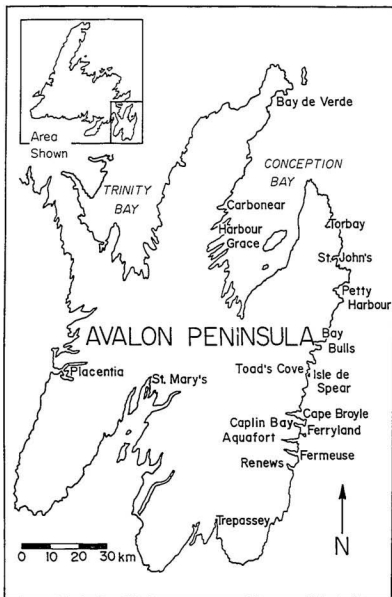 Area
Shown
Bay de Verde
CONCEPTION
BAY
TRINITY
BAY
Carbonear
Harbour
Grace
Torbay
St. John's
Petty
Harbour
AVALON PENINSULA
Bay
Bulls
Toad's Cove
Isle de
Spear
Placentia
St. Mary's
Cape Broyle
Caplin Bay
Ferryland
Aquafort
Fermeuse
Renews
Trepassey
0 10 20 30
km
N